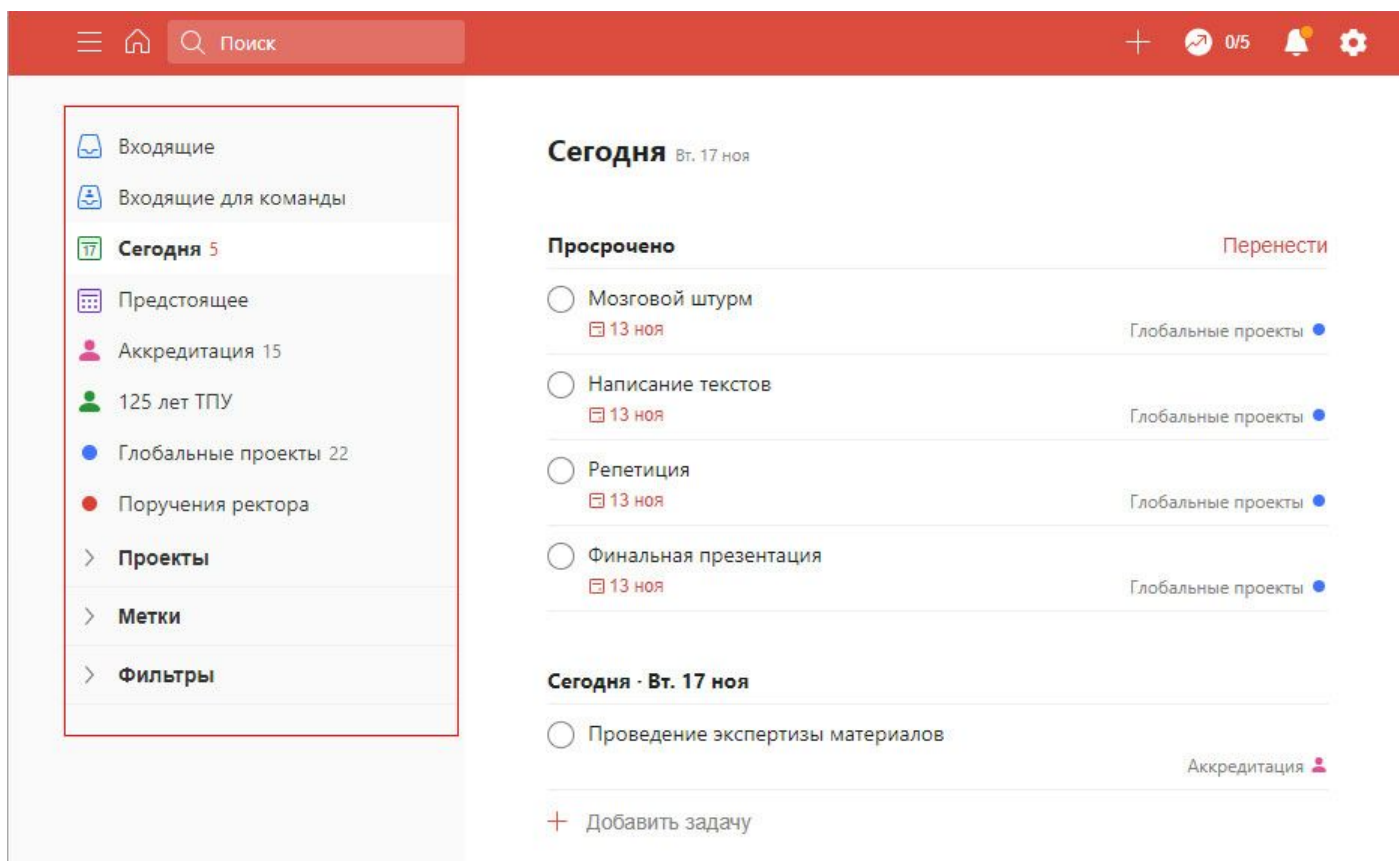 Поиск
0/5
Входящие
Входящие для команды
17 Сегодня 5
Предстоящее
Аккредитация 15
125 лет ТПУ
Глобальные проекты 22
Поручения ректора
Проекты
Метки
Фильтры
Сегодня Вт. 17 ноя
Просрочено Перенести
Мозговой штурм
13 ноя Глобальные проекты
Написание текстов
13 ноя Глобальные проекты
Репетиция
13 ноя Глобальные проекты
Финальная презентация
13 ноя Глобальные проекты
Сегодня · Вт. 17 ноя
Проведение экспертизы материалов
Аккредитация
+ Добавить задачу